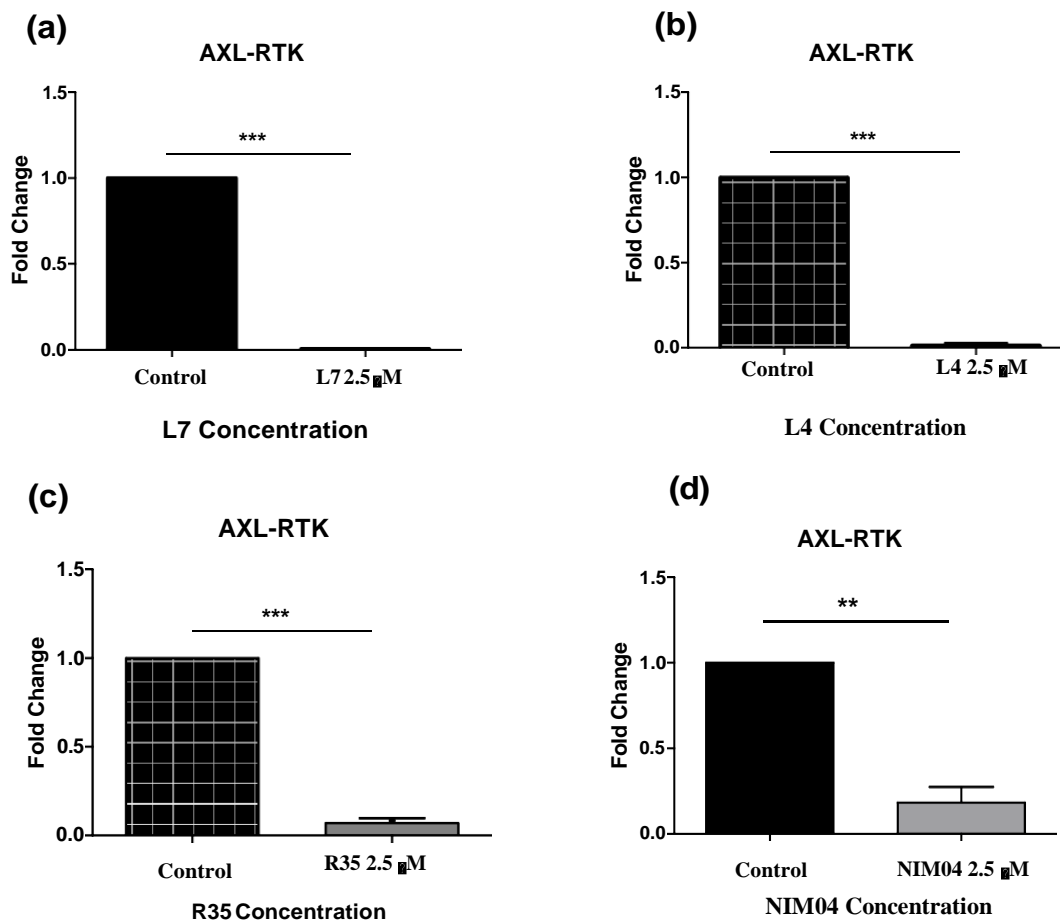 (a)
AXL-RTK
Fold Change
1.5
1.0
0.5
0.0
***
Control
L7 2.5 �M
L7 Concentration
(b)
AXL-RTK
Fold Change
1.5
1.0
0.5
0.0
***
Control
L4 2.5 �M
L4 Concentration
(c)
AXL-RTK
Fold Change
1.5
1.0
0.5
0.0
***
Control
R35 2.5 �M
R35 Concentration
(d)
AXL-RTK
Fold Change
1.5
1.0
0.5
0.0
**
Control
NIM04 2.5 �M
NIM04 Concentration